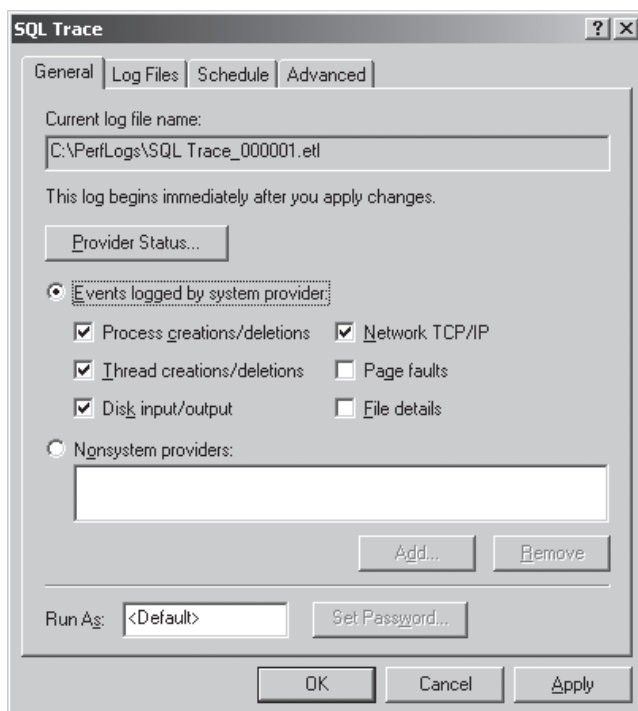 SQL Trace
General Log Files Schedule Advanced
Current log file name:
C:\PerfLogs\SQL Trace_000001.etl
This log begins immediately after you apply changes.
Provider Status...
Events logged by system provider:
Process creations/deletions Network TCP/IP
Thread creations/deletions Page faults
Disk input/output File details
Nonsystem providers:
Add... Remove
Run As: <Default> Set Password...
OK Cancel Apply